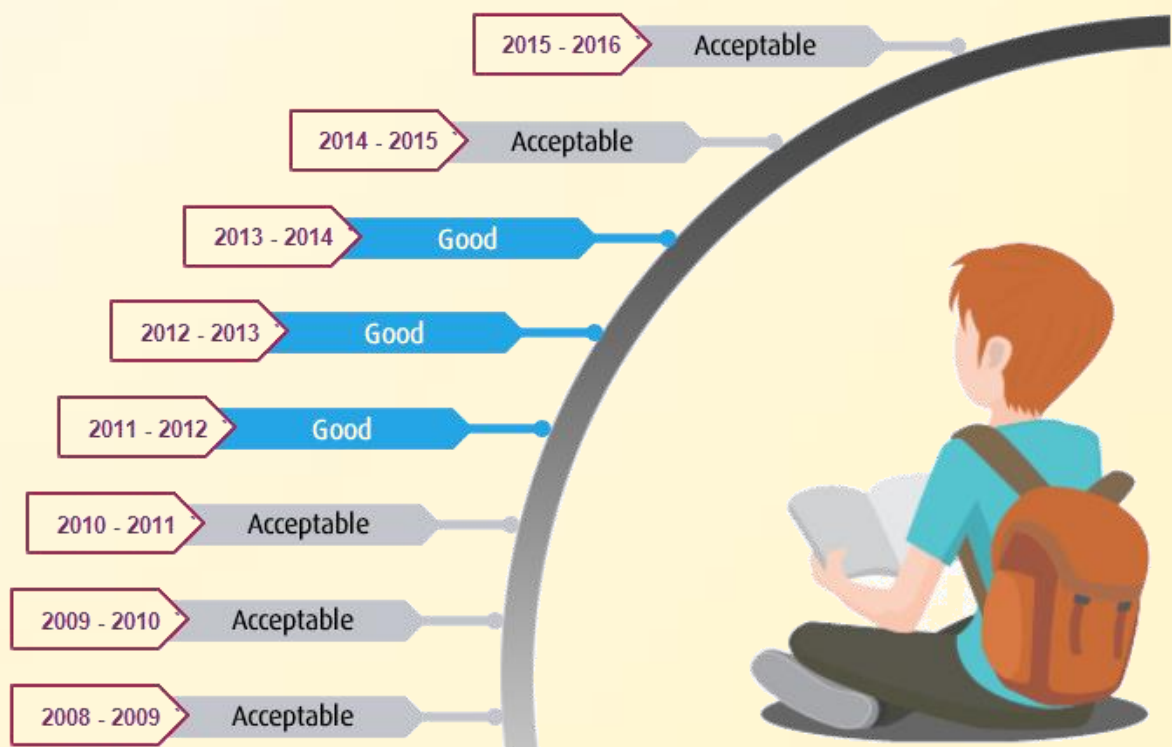 2015 - 2016 Acceptable
2014 - 2015 Acceptable
2013 - 2014 Good
2012 - 2013 Good
2011 - 2012 Good
2010 - 2011 Acceptable
2009 - 2010 Acceptable
2008 - 2009 Acceptable